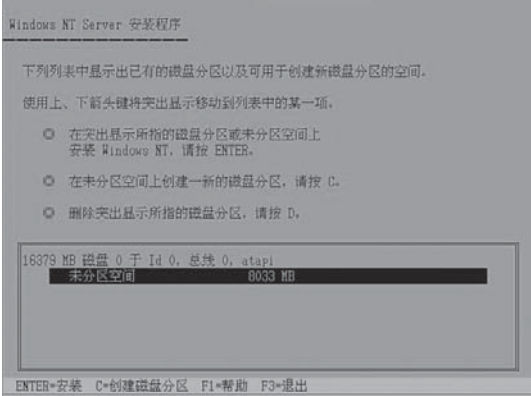 Windows NT Server 安装程序
下列列表中显示出已有的磁盘分区以及可用于创建新磁盘分区的空间。
使用上、下箭头键将突出显示移动到列表中的某一项。
◎ 在突出显示所指的磁盘分区或未分区空间上
安装 Windows NT，请按 ENTER。
◎ 在未分区空间上创建一新的磁盘分区，请按 C。
◎ 删除突出显示所指的磁盘分区，请按 D。
16379 MB 磁盘 0 于 Id 0，总线 0，atapi
未分区空间 8033 MB
ENTER=安装 C=创建磁盘分区 F1=帮助 F3=退出